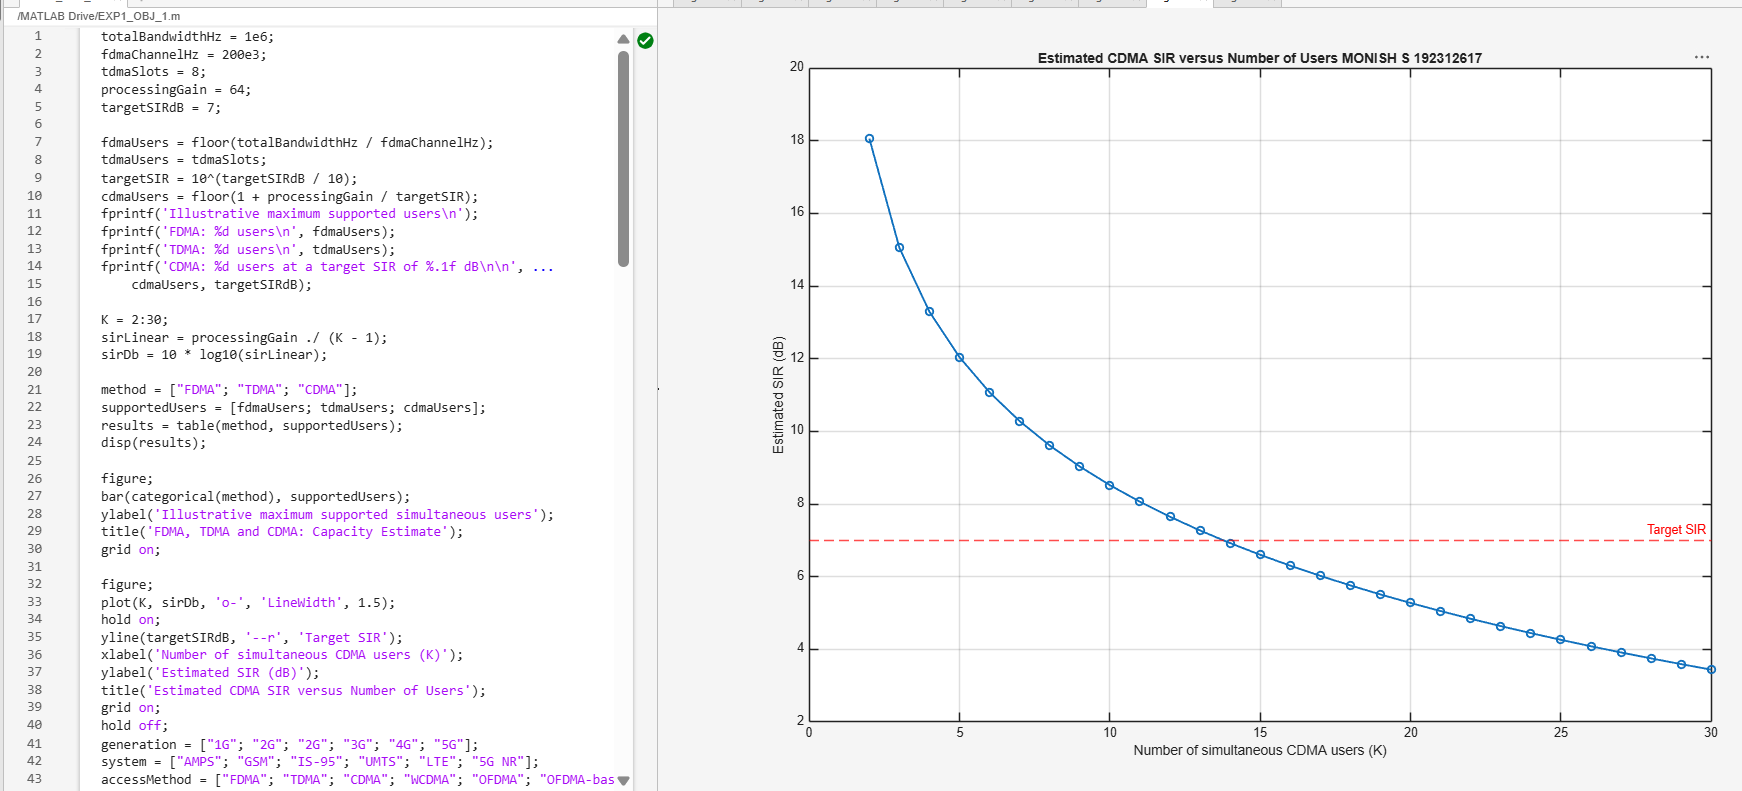 /MATLAB Drive/EXP1_OBJ_1.m
1 totalBandwidthHz = 1e6;
2 fdmaChannelHz = 200e3;
3 tdmaSlots = 8;
4 processingGain = 64;
5 targetSIRdB = 7;
6
7 fdmaUsers = floor(totalBandwidthHz / fdmaChannelHz);
8 tdmaUsers = tdmaSlots;
9 targetSIR = 10^(targetSIRdB / 10);
10 cdmaUsers = floor(1 + processingGain / targetSIR);
11 fprintf('Illustrative maximum supported users\n');
12 fprintf('FDMA: %d users\n', fdmaUsers);
13 fprintf('TDMA: %d users\n', tdmaUsers);
14 fprintf('CDMA: %d users at a target SIR of %.1f dB\n\n', ...
15 cdmaUsers, targetSIRdB);
16
17 K = 2:30;
18 sirLinear = processingGain ./ (K - 1);
19 sirDb = 10 * log10(sirLinear);
20
21 method = ["FDMA"; "TDMA"; "CDMA"];
22 supportedUsers = [fdmaUsers; tdmaUsers; cdmaUsers];
23 results = table(method, supportedUsers);
24 disp(results);
25
26 figure;
27 bar(categorical(method), supportedUsers);
28 ylabel('Illustrative maximum supported simultaneous users');
29 title('FDMA, TDMA and CDMA: Capacity Estimate');
30 grid on;
31
32 figure;
33 plot(K, sirDb, 'o-', 'LineWidth', 1.5);
34 hold on;
35 yline(targetSIRdB, '--r', 'Target SIR');
36 xlabel('Number of simultaneous CDMA users (K)');
37 ylabel('Estimated SIR (dB)');
38 title('Estimated CDMA SIR versus Number of Users');
39 grid on;
40 hold off;
41 generation = ["1G"; "2G"; "2G"; "3G"; "4G"; "5G"];
42 system = ["AMPS"; "GSM"; "IS-95"; "UMTS"; "LTE"; "5G NR"];
43 accessMethod = ["FDMA"; "TDMA"; "CDMA"; "WCDMA"; "OFDMA"; "OFDMA-bas
Estimated CDMA SIR versus Number of Users MONISH S 192312617
20
18
16
14
12
10
8
6
4
2
Estimated SIR (dB)
Target SIR
0 5 10 15 20 25 30
Number of simultaneous CDMA users (K)